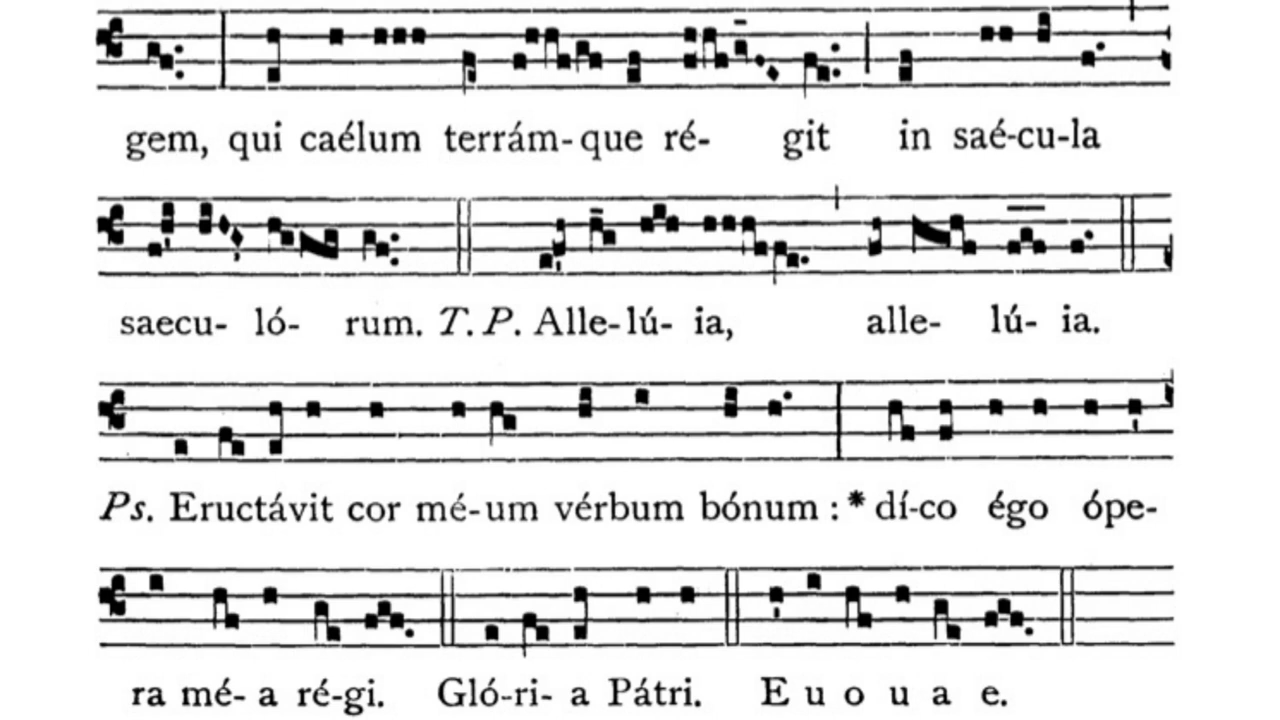 gem, qui caélum terrám-que ré- git in saé-cu-la
saecu- ló- rum. T. P. Alle-lú- ia, alle- lú- ia.
Ps. Eructávit cor mé-um vérbum bónum : * dí-co égo ópe-
ra mé- a ré-gi. Gló-ri- a Pátri. E u o u a e.